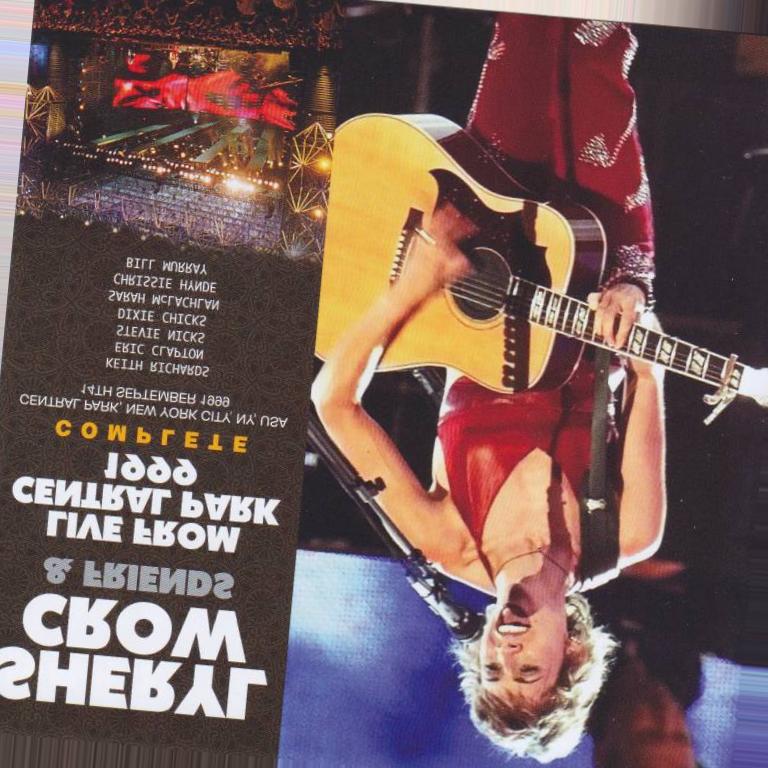 SHERYL
CROW
& FRIENDS
LIVE FROM
CENTRAL PARK
1999
COMPLETE
CENTRAL PARK, NEW YORK CITY, NY, USA
14TH SEPTEMBER 1999
KEITH RICHARDS
ERIC CLAPTON
STEVIE NICKS
DIXIE CHICKS
SARAH McLACHLAN
CHRISSIE HYNDE
BILL MURRAY